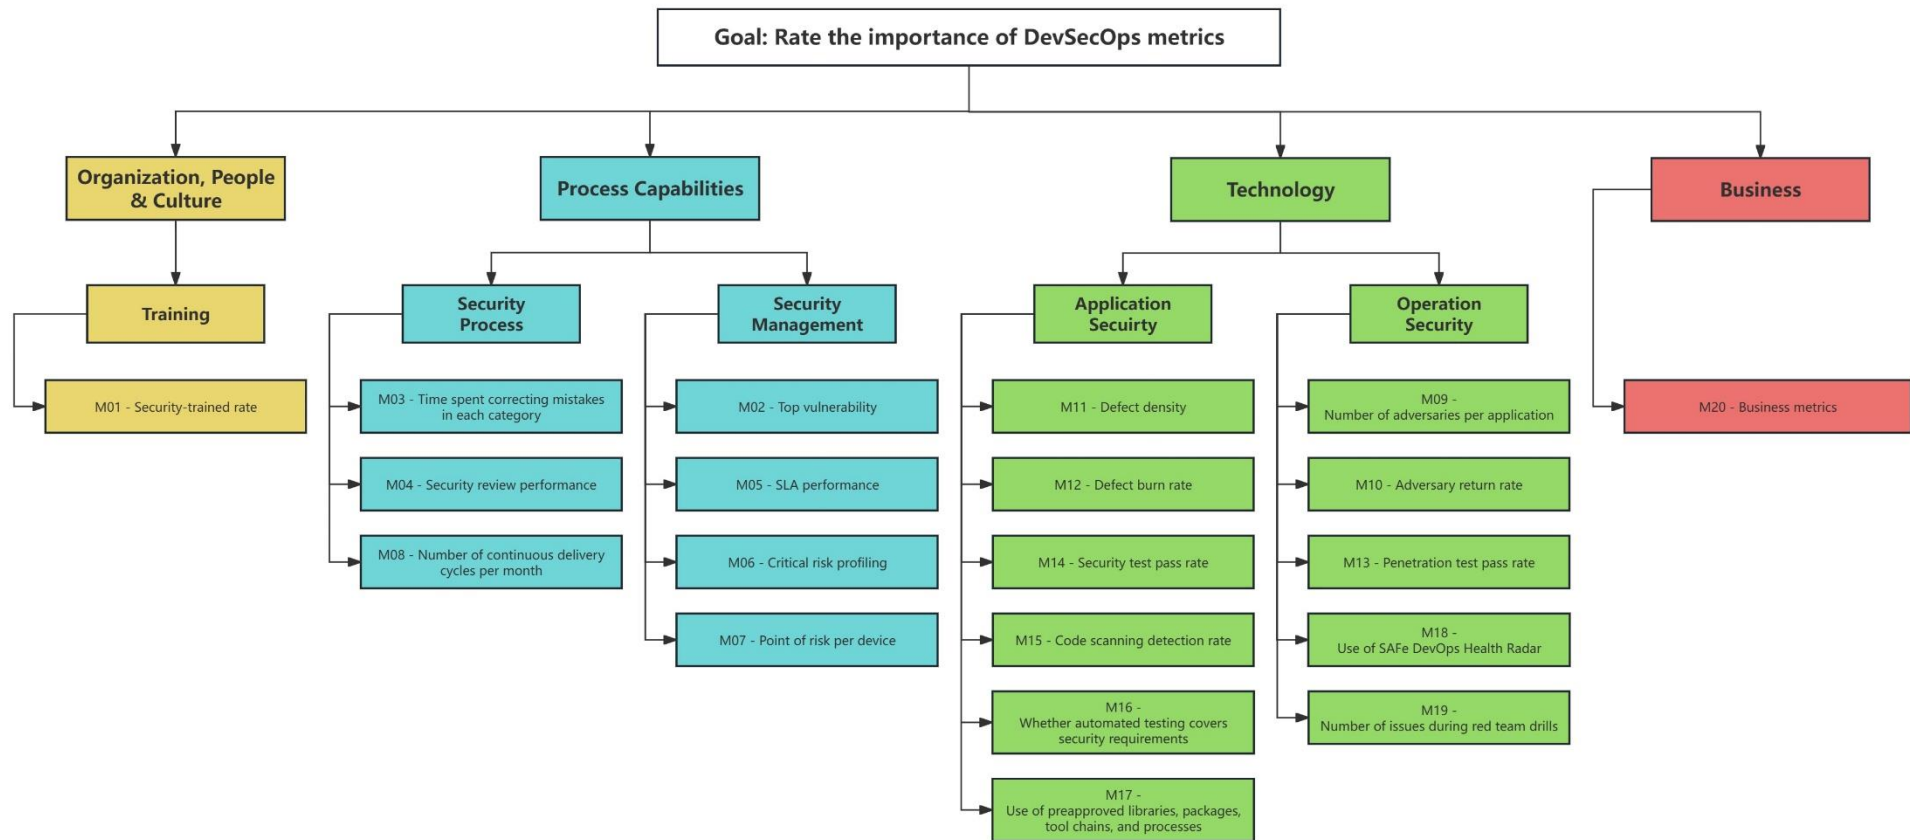 Goal: Rate the importance of DevSecOps metrics
Organization, People
& Culture
Process Capabilities
Technology
Business
Training
Security
Process
Security
Management
Application
Secuirty
Operation
Security
M01 - Security-trained rate
M03 - Time spent correcting mistakes
in each category
M02 - Top vulnerability
M11 - Defect density
M09 -
Number of adversaries per application
M20 - Business metrics
M04 - Security review performance
M05 - SLA performance
M12 - Defect burn rate
M10 - Adversary return rate
M08 - Number of continuous delivery
cycles per month
M06 - Critical risk profiling
M14 - Security test pass rate
M13 - Penetration test pass rate
M07 - Point of risk per device
M15 - Code scanning detection rate
M18 -
Use of SAFe DevOps Health Radar
M16 -
Whether automated testing covers
security requirements
M19 -
Number of issues during red team drills
M17 -
Use of preapproved libraries, packages,
tool chains, and processes